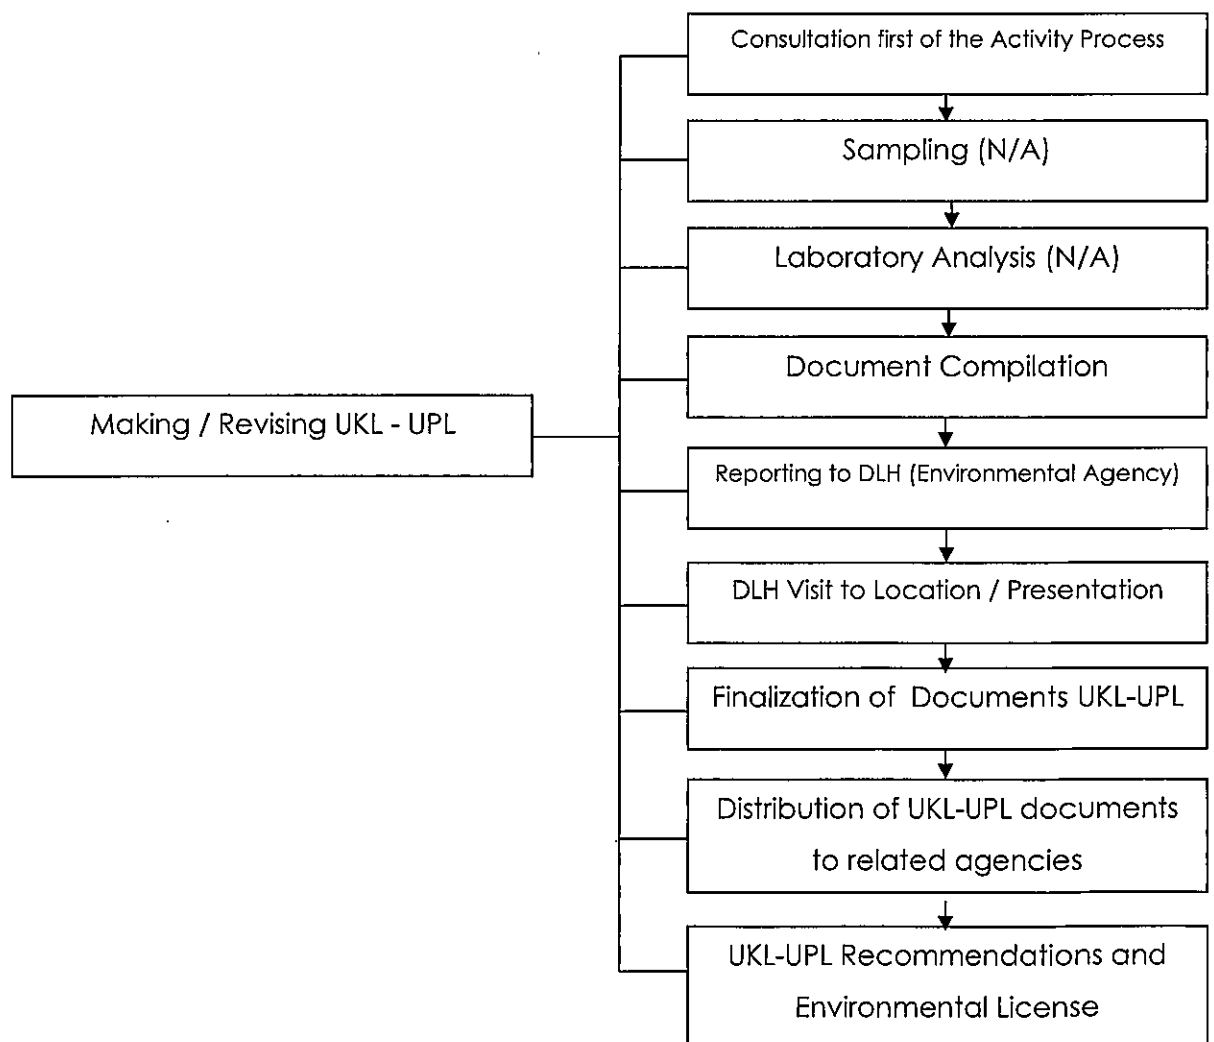 Consultation first of the Activity Process
Sampling (N/A)
Laboratory Analysis (N/A)
Document Compilation
Making / Revising UKL - UPL
Reporting to DLH (Environmental Agency)
DLH Visit to Location / Presentation
Finalization of Documents UKL-UPL
Distribution of UKL-UPL documents
to related agencies
UKL-UPL Recommendations and
Environmental License